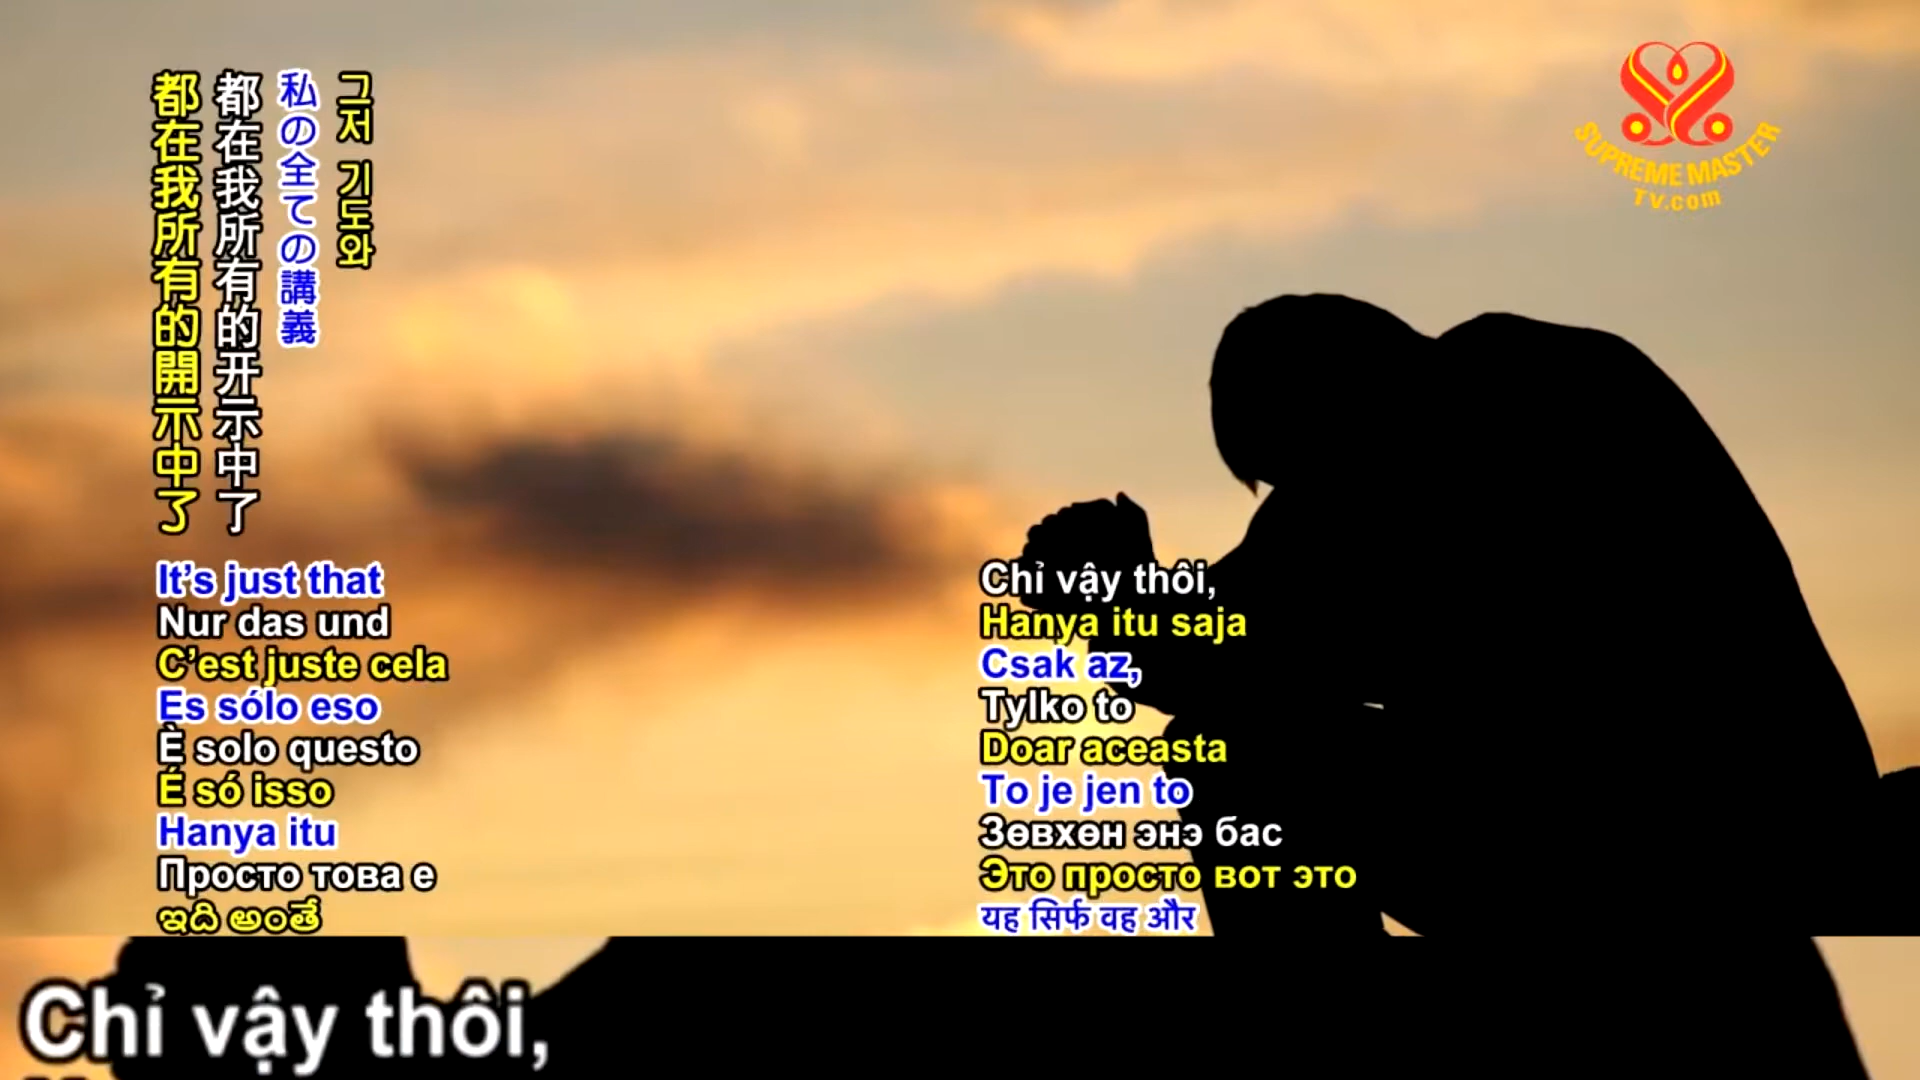 都在我所有的開示中了
都在我所有的开示中了
私の全ての講義
그저 기도와
SUPREME MASTER
TV.com
It's just that
Nur das und
C'est juste cela
Es sólo eso
È solo questo
É só isso
Hanya itu
Просто това е
ఇది అంతే
Chỉ vậy thôi,
Hanya itu saja
Csak az,
Tylko to
Doar aceasta
To je jen to
Зөвхөн энэ бас
Это просто вот это
यह सिर्फ वह और
Chỉ vậy thôi,